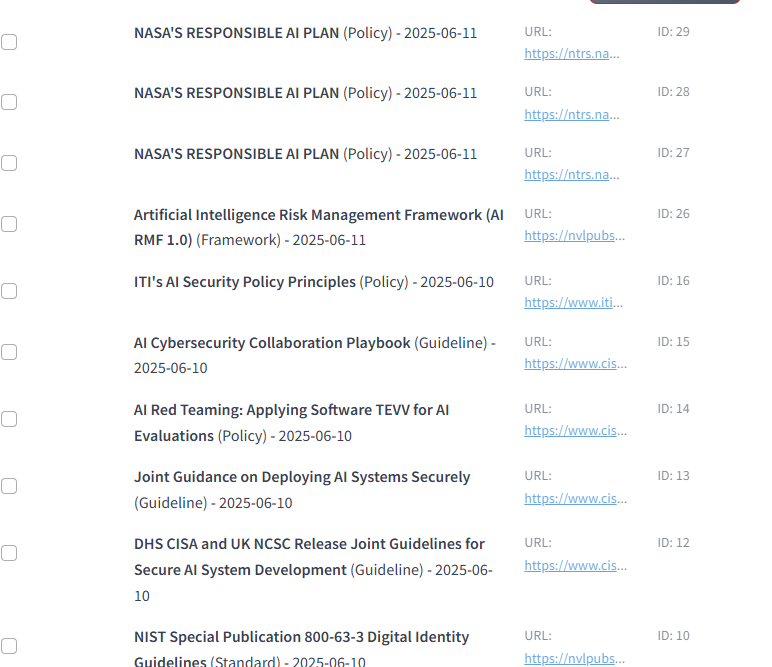 NASA'S RESPONSIBLE AI PLAN (Policy) - 2025-06-11
URL:
https://ntrs.na...
ID: 29
NASA'S RESPONSIBLE AI PLAN (Policy) - 2025-06-11
URL:
https://ntrs.na...
ID: 28
NASA'S RESPONSIBLE AI PLAN (Policy) - 2025-06-11
URL:
https://ntrs.na...
ID: 27
Artificial Intelligence Risk Management Framework (AI
RMF 1.0) (Framework) - 2025-06-11
URL:
https://nvlpubs...
ID: 26
ITI's AI Security Policy Principles (Policy) - 2025-06-10
URL:
https://www.iti...
ID: 16
AI Cybersecurity Collaboration Playbook (Guideline) -
2025-06-10
URL:
https://www.cis...
ID: 15
AI Red Teaming: Applying Software TEVV for AI
Evaluations (Policy) - 2025-06-10
URL:
https://www.cis...
ID: 14
Joint Guidance on Deploying AI Systems Securely
(Guideline) - 2025-06-10
URL:
https://www.cis...
ID: 13
DHS CISA and UK NCSC Release Joint Guidelines for
Secure AI System Development (Guideline) - 2025-06-
10
URL:
https://www.cis...
ID: 12
NIST Special Publication 800-63-3 Digital Identity
Guidelines (Standard) - 2025-06-10
URL:
https://nvlpubs...
ID: 10